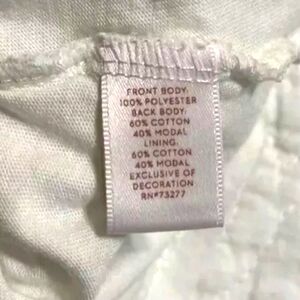 FRONT BODY:
100% POLYESTER
BACK BODY:
60% COTTON
40% MODAL
LINING:
60% COTTON
40% MODAL
EXCLUSIVE OF
DECORATION
RN#73277